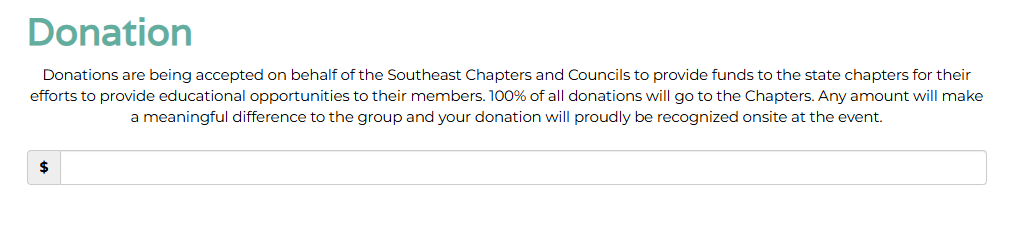 Donation
Donations are being accepted on behalf of the Southeast Chapters and Councils to provide funds to the state chapters for their
efforts to provide educational opportunities to their members. 100% of all donations will go to the Chapters. Any amount will make
a meaningful difference to the group and your donation will proudly be recognized onsite at the event.
$